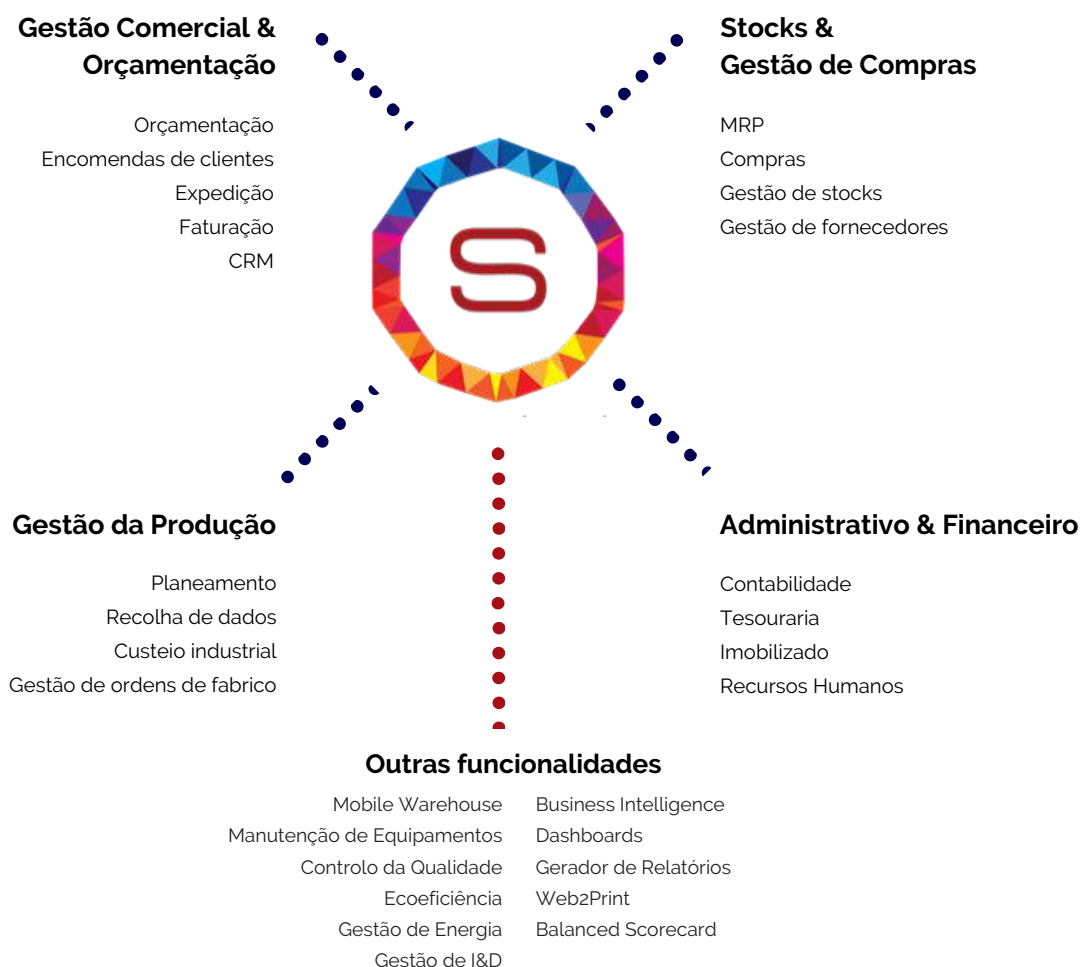 Gestão Comercial &
Orçamentação
Orçamentação
Encomendas de clientes
Expedição
Faturação
CRM
Stocks &
Gestão de Compras
MRP
Compras
Gestão de stocks
Gestão de fornecedores
S
Gestão da Produção
Planeamento
Recolha de dados
Custeio industrial
Gestão de ordens de fabrico
Administrativo & Financeiro
Contabilidade
Tesouraria
Imobilizado
Recursos Humanos
Outras funcionalidades
Mobile Warehouse
Manutenção de Equipamentos
Controlo da Qualidade
Ecoeficiência
Gestão de Energia
Gestão de I&D
Business Intelligence
Dashboards
Gerador de Relatórios
Web2Print
Balanced Scorecard